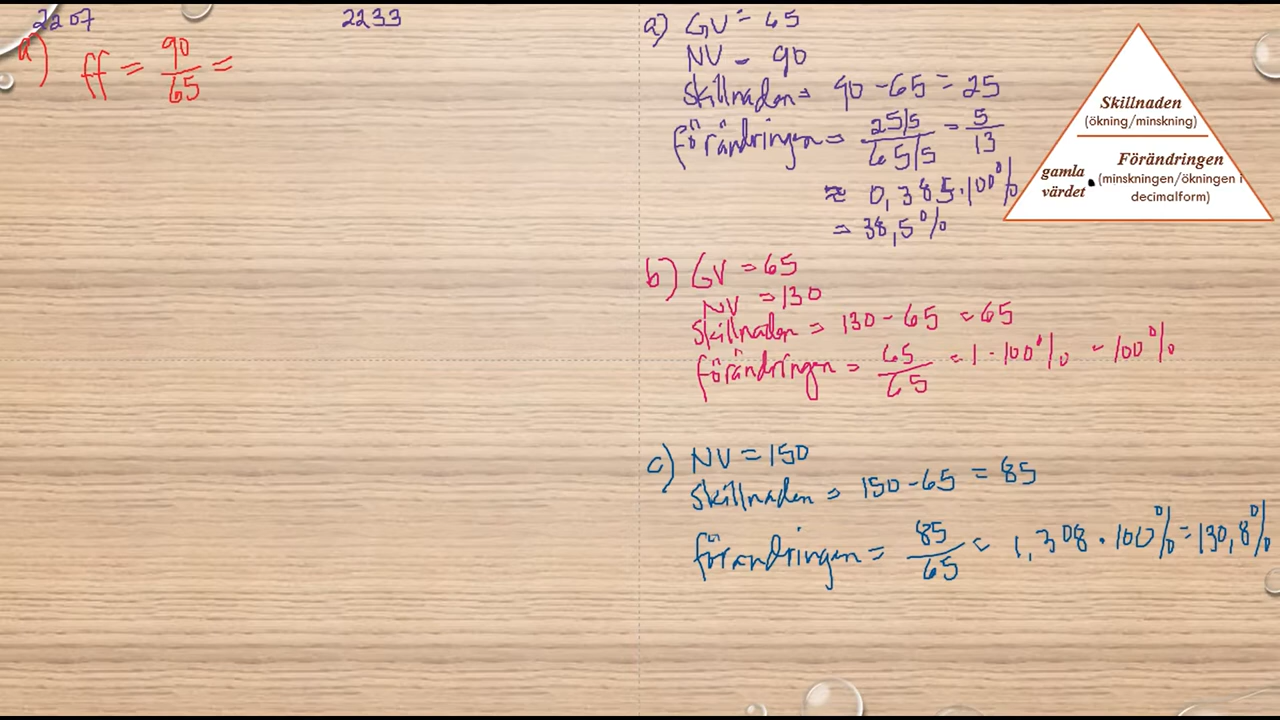 2207
2233
a) ff = 90/65 =
a) GV = 65
NV = 90
Skillnaden = 90 - 65 = 25
förändringen = 25/5 / 65/5 = 5/13
≈ 0,385 · 100%
= 38,5%
Skillnaden
(ökning/minskning)
gamla värdet
Förändringen
(minskningen/ökningen i
decimalform)
b) GV = 65
NV = 130
Skillnaden = 130 - 65 = 65
förändringen = 65/65 = 1 · 100% = 100%
c) NV = 150
Skillnaden = 150 - 65 = 85
förändringen = 85/65 = 1,308 · 100% = 130,8%